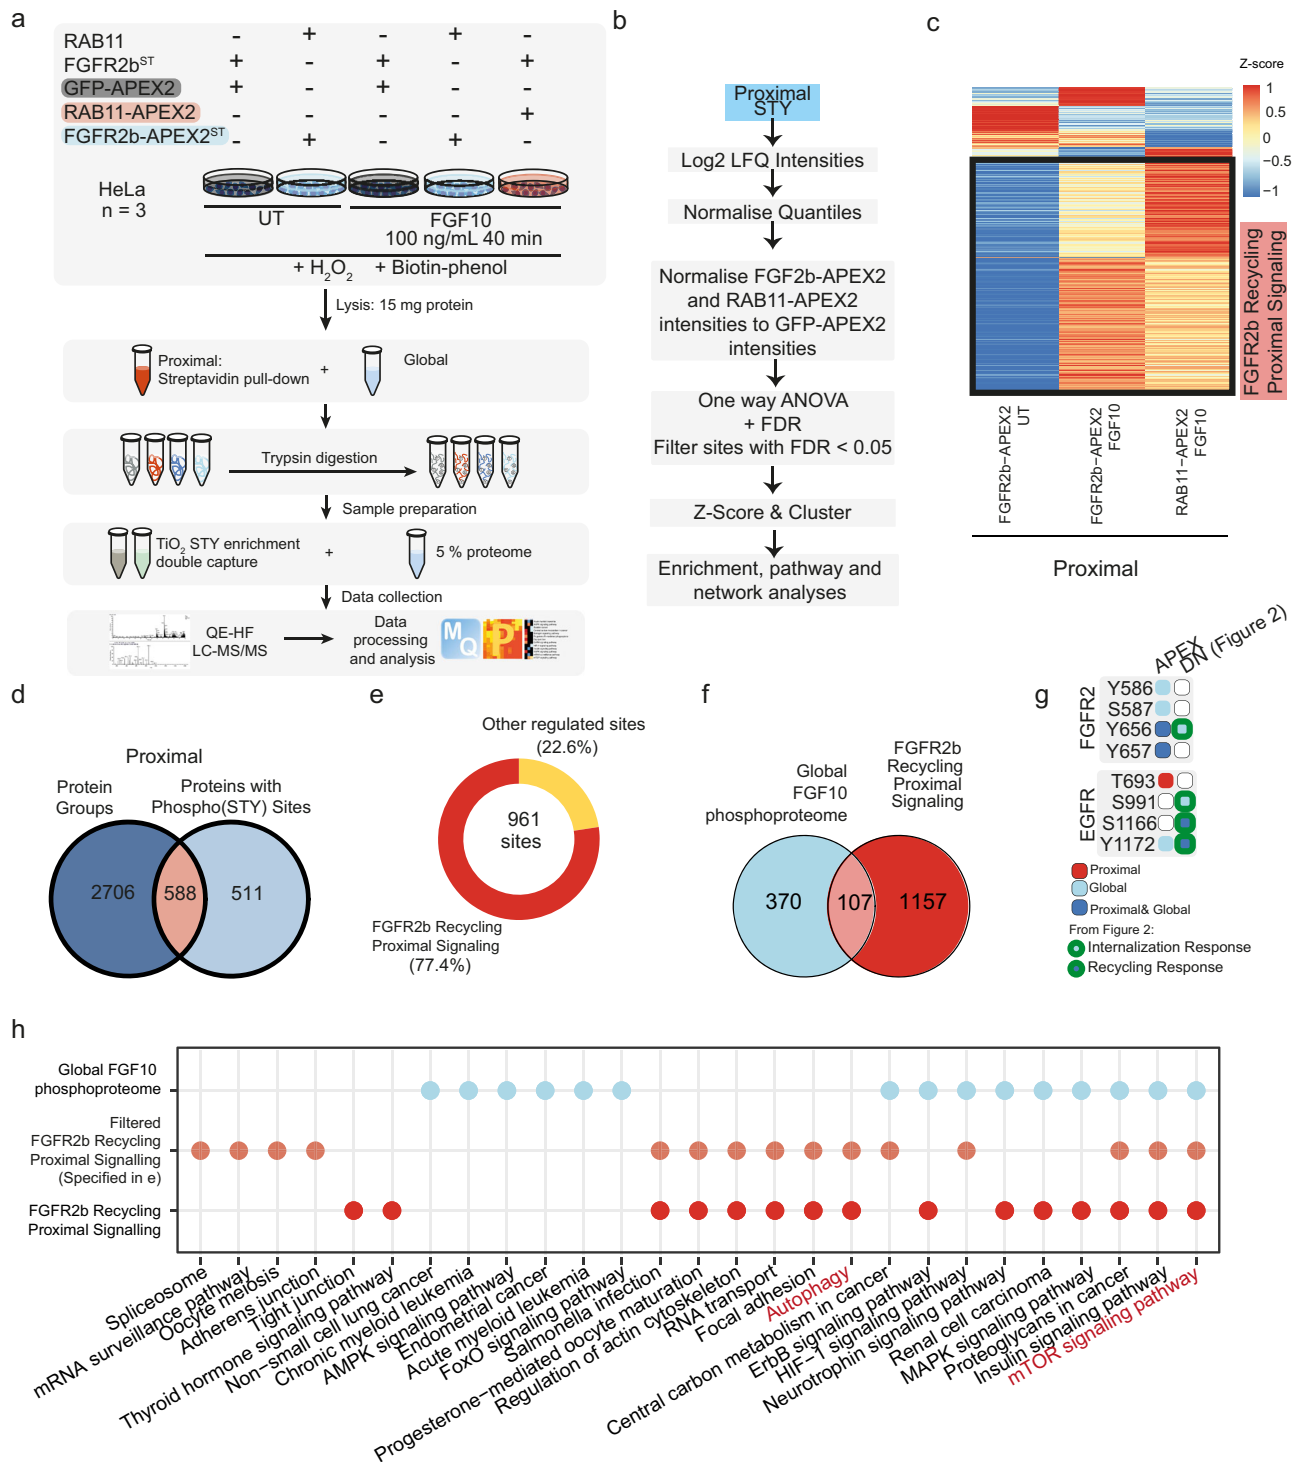 a
RAB11 - + - + -
FGFR2bST + - + - +
GFP-APEX2 + - + - -
RAB11-APEX2 - - - - +
FGFR2b-APEX2ST - + - + -
HeLa
n = 3
UT
FGF10
100 ng/mL 40 min
+ H2O2 + Biotin-phenol
Lysis: 15 mg protein
Proximal:
Streptavidin pull-down
+
Global
Trypsin digestion
Sample preparation
TiO2 STY enrichment
double capture
+
5 % proteome
Data collection
QE-HF
LC-MS/MS
Data
processing
and analysis
MQ
P
b
Proximal
STY
Log2 LFQ Intensities
Normalise Quantiles
Normalise FGF2b-APEX2
and RAB11-APEX2
intensities to GFP-APEX2
intensities
One way ANOVA
+ FDR
Filter sites with FDR < 0.05
Z-Score & Cluster
Enrichment, pathway and
network analyses
c
Z-score
1
0.5
0
−0.5
−1
FGFR2b Recycling
Proximal Signaling
FGFR2b−APEX2
UT
FGFR2b−APEX2
FGF10
RAB11−APEX2
FGF10
Proximal
d
Proximal
Protein
Groups
Proteins with
Phospho(STY) Sites
2706
588
511
e
Other regulated sites
(22.6%)
961
sites
FGFR2b Recycling
Proximal Signaling
(77.4%)
f
Global
FGF10
phosphoproteome
FGFR2b
Recycling
Proximal
Signaling
370
107
1157
g
APEX
DN (Figure 2)
FGFR2
Y586
S587
Y656
Y657
EGFR
T693
S991
S1166
Y1172
Proximal
Global
Proximal& Global
From Figure 2:
Internalization Response
Recycling Response
h
Global FGF10
phosphoproteome
Filtered
FGFR2b Recycling
Proximal Signalling
(Specified in e)
FGFR2b Recycling
Proximal Signalling
Spliceosome
mRNA surveillance pathway
Oocyte meiosis
Adherens junction
Tight junction
Thyroid hormone signaling pathway
Non−small cell lung cancer
Chronic myeloid leukemia
AMPK signaling pathway
Endometrial cancer
Acute myeloid leukemia
FoxO signaling pathway
Salmonella infection
Progesterone−mediated oocyte maturation
Regulation of actin cytoskeleton
RNA transport
Focal adhesion
Autophagy
Central carbon metabolism in cancer
ErbB signaling pathway
HIF−1 signaling pathway
Neurotrophin signaling pathway
Renal cell carcinoma
MAPK signaling pathway
Proteoglycans in cancer
Insulin signaling pathway
mTOR signaling pathway